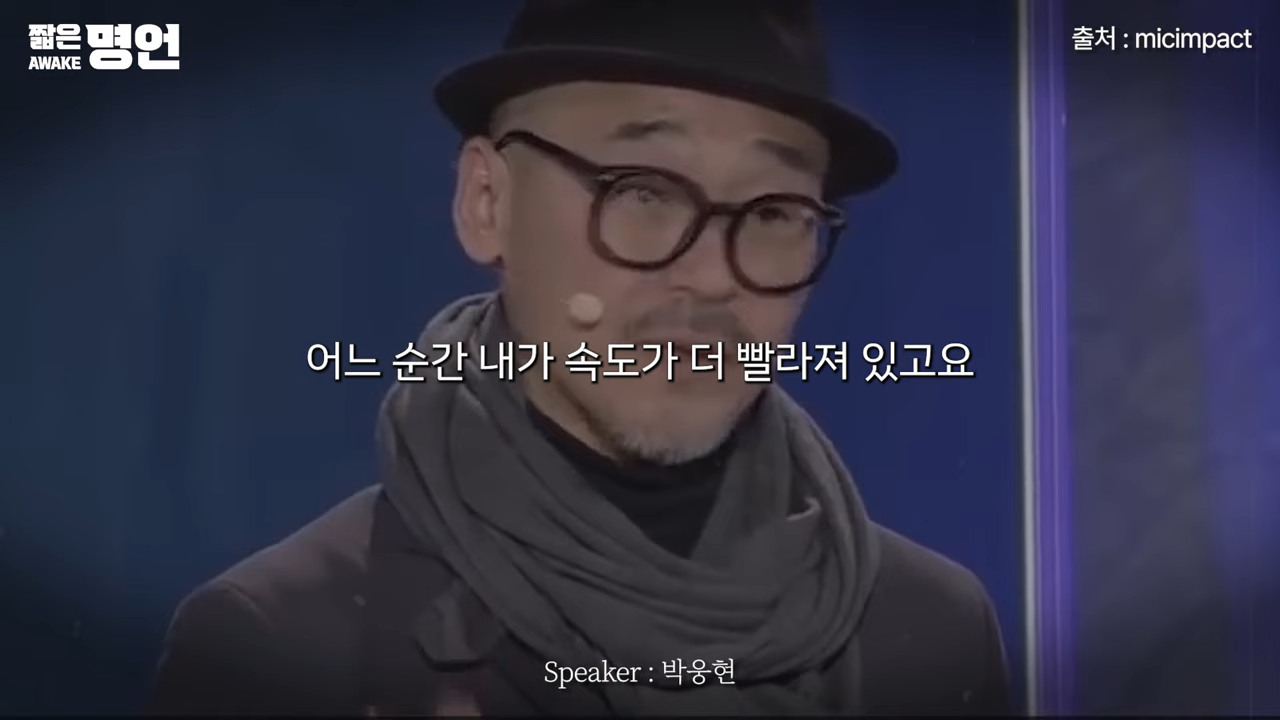 짧은 명언
AWAKE
출처 : micimpact
어느 순간 내가 속도가 더 빨라져 있고요
Speaker : 박웅현